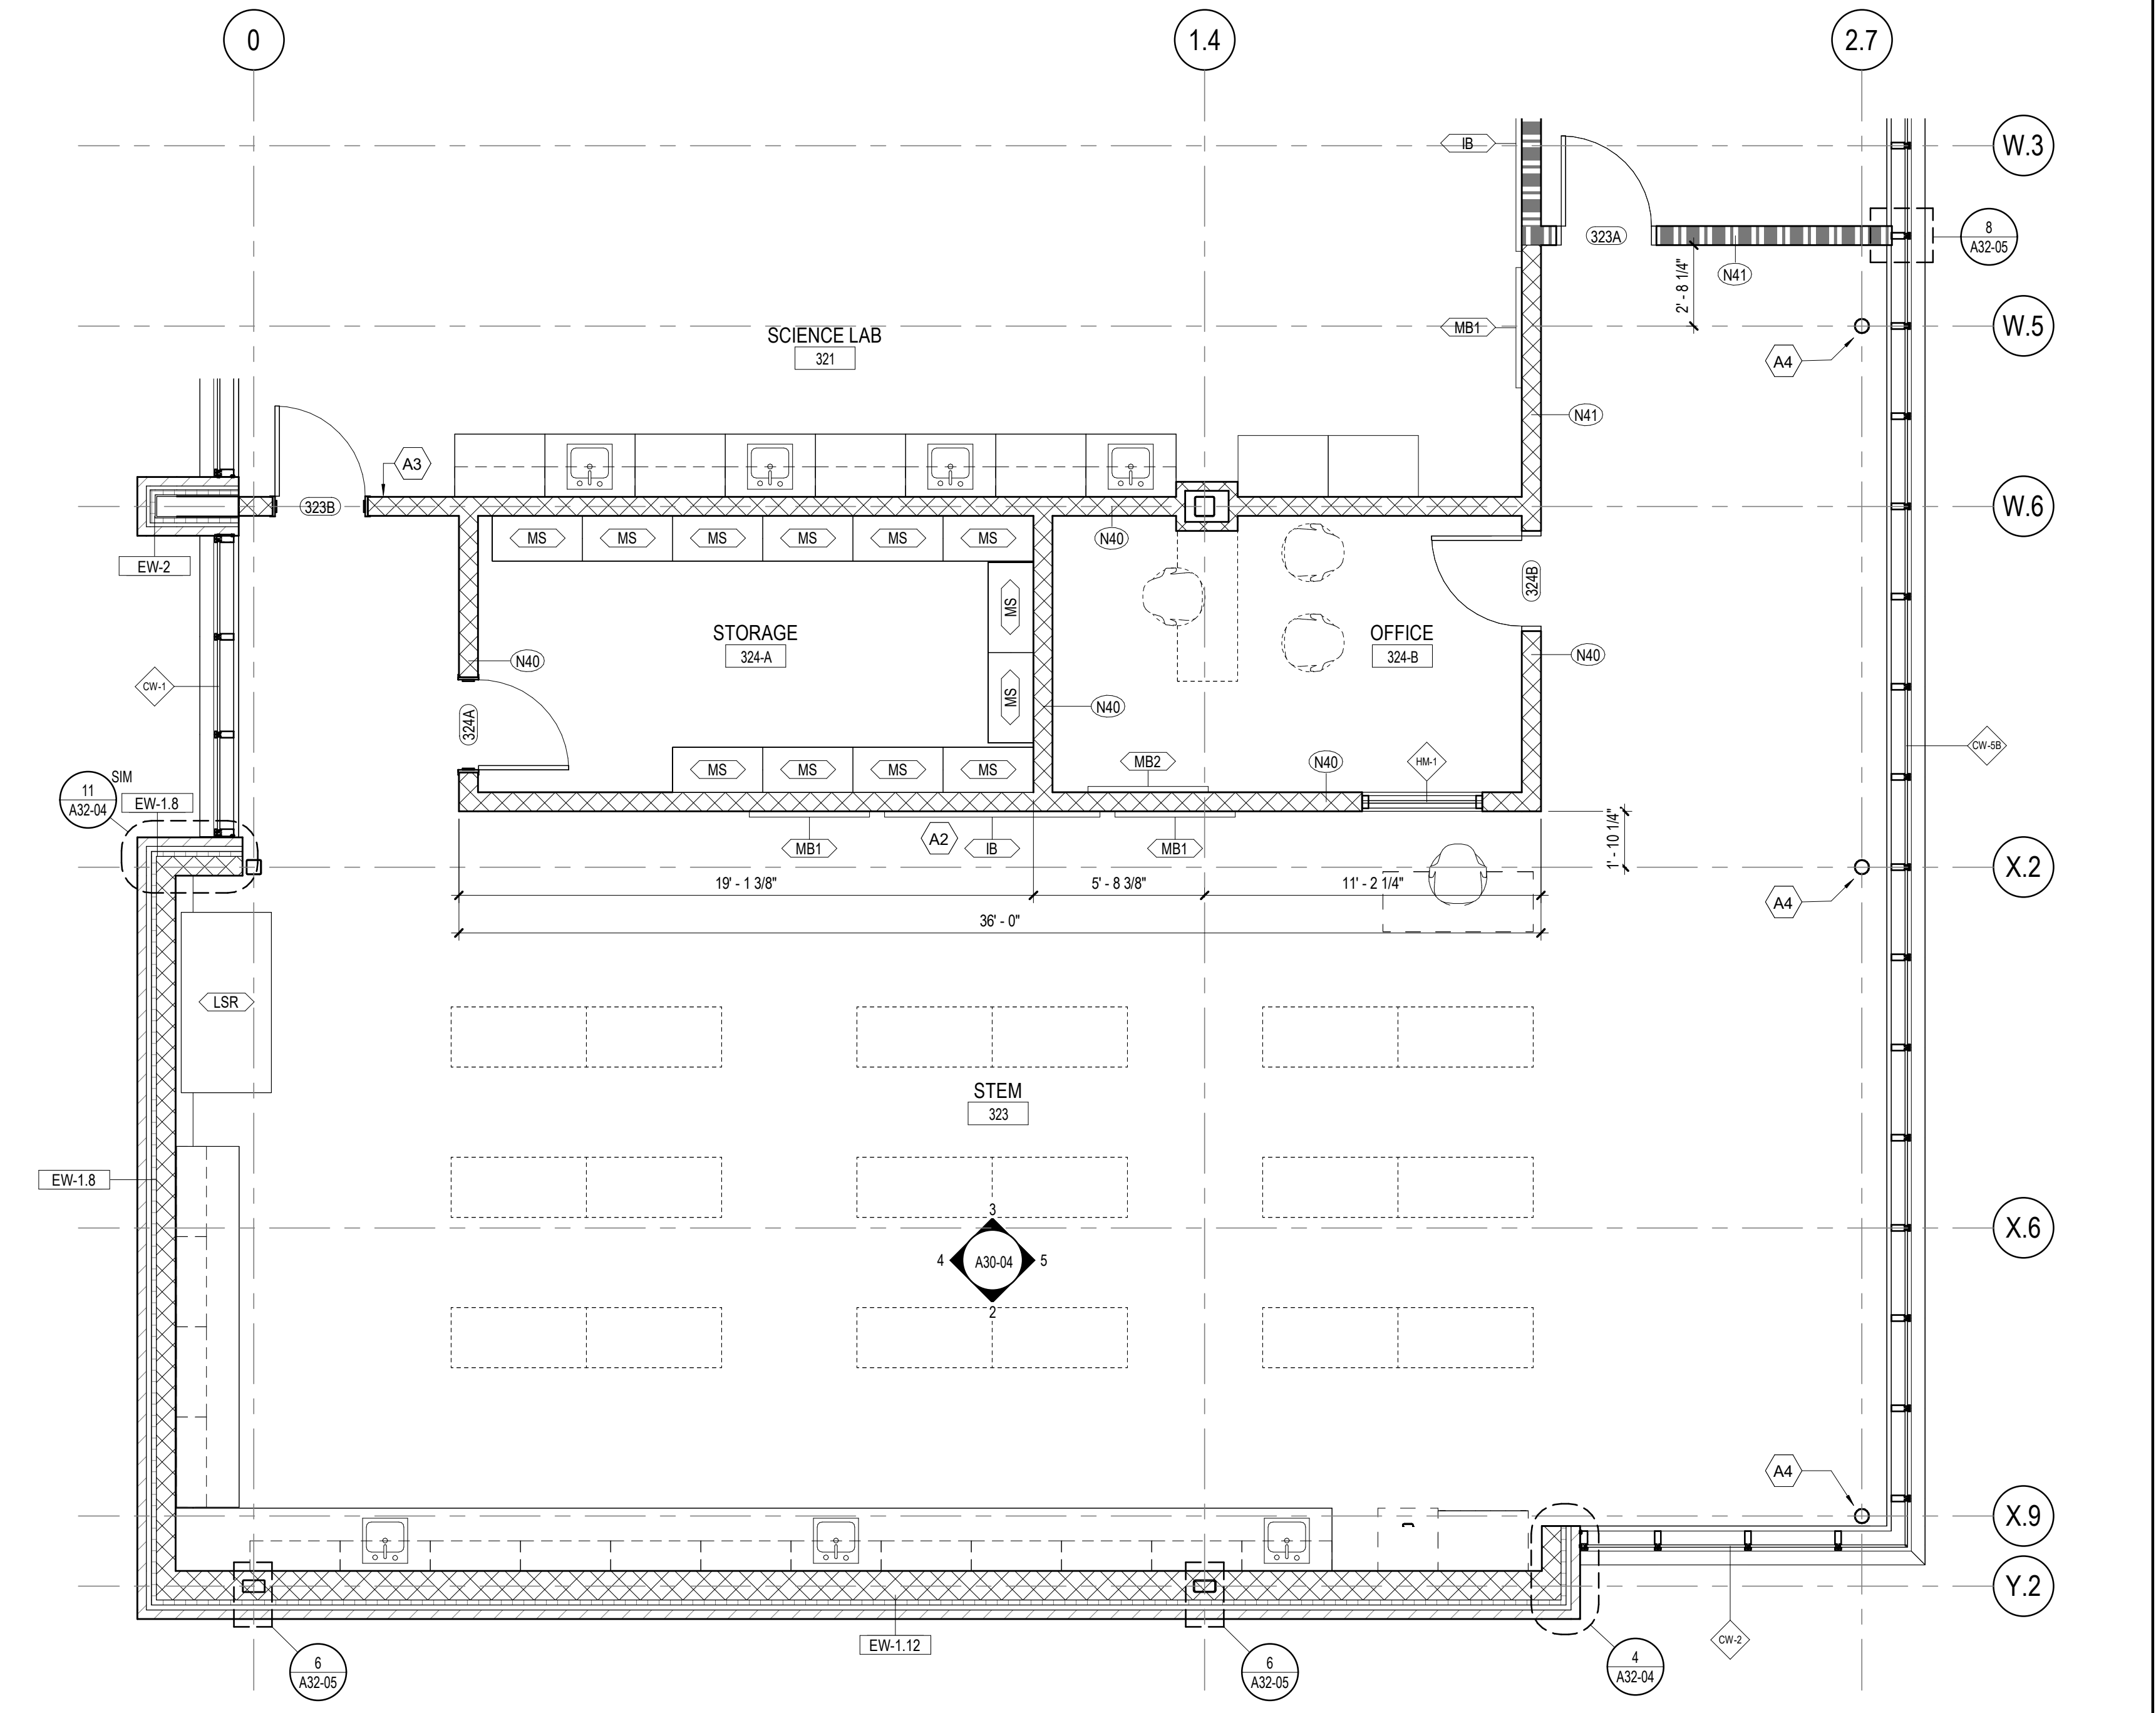 0
1.4
2.7
W.3
IB
8
A32-05
323A
N41
2' - 8 1/4"
W.5
MB1
SCIENCE LAB
321
A4
N41
A3
323B
W.6
EW-2
MS
MS
MS
MS
MS
MS
N40
324B
MS
STORAGE
324-A
OFFICE
324-B
N40
N40
CW-1
MS
N40
324A
CW-5B
MS
MS
MS
MS
MB2
N40
HM-1
SIM
11
A32-04
EW-1.8
MB1
A2
IB
MB1
1' - 10 1/4"
X.2
19' - 1 3/8"
5' - 8 3/8"
11' - 2 1/4"
A4
36' - 0"
LSR
STEM
323
EW-1.8
3
X.6
4
A30-04
5
2
A4
X.9
Y.2
EW-1.12
CW-2
6
A32-05
6
A32-05
4
A32-04